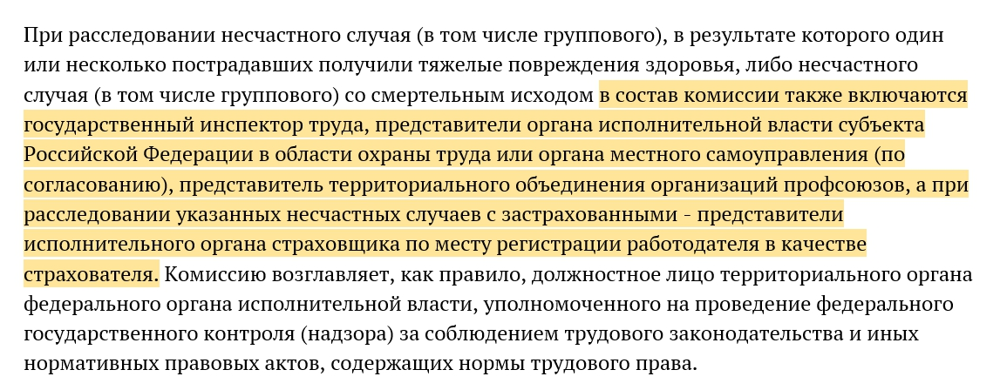 При расследовании несчастного случая (в том числе группового), в результате которого один
или несколько пострадавших получили тяжелые повреждения здоровья, либо несчастного
случая (в том числе группового) со смертельным исходом в состав комиссии также включаются
государственный инспектор труда, представители органа исполнительной власти субъекта
Российской Федерации в области охраны труда или органа местного самоуправления (по
согласованию), представитель территориального объединения организаций профсоюзов, а при
расследовании указанных несчастных случаев с застрахованными - представители
исполнительного органа страховщика по месту регистрации работодателя в качестве
страхователя. Комиссию возглавляет, как правило, должностное лицо территориального органа
федерального органа исполнительной власти, уполномоченного на проведение федерального
государственного контроля (надзора) за соблюдением трудового законодательства и иных
нормативных правовых актов, содержащих нормы трудового права.